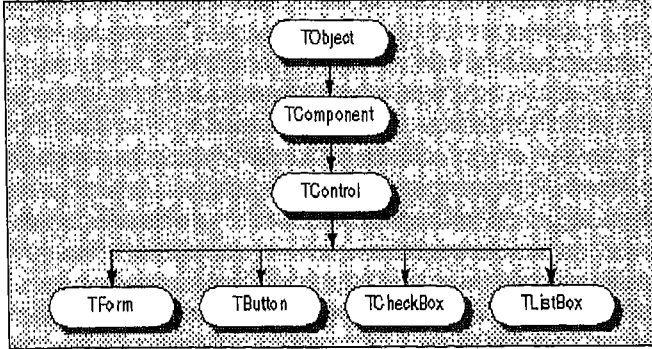 TObject
TComponent
TControl
TForm TButton TCheckBox TListBox